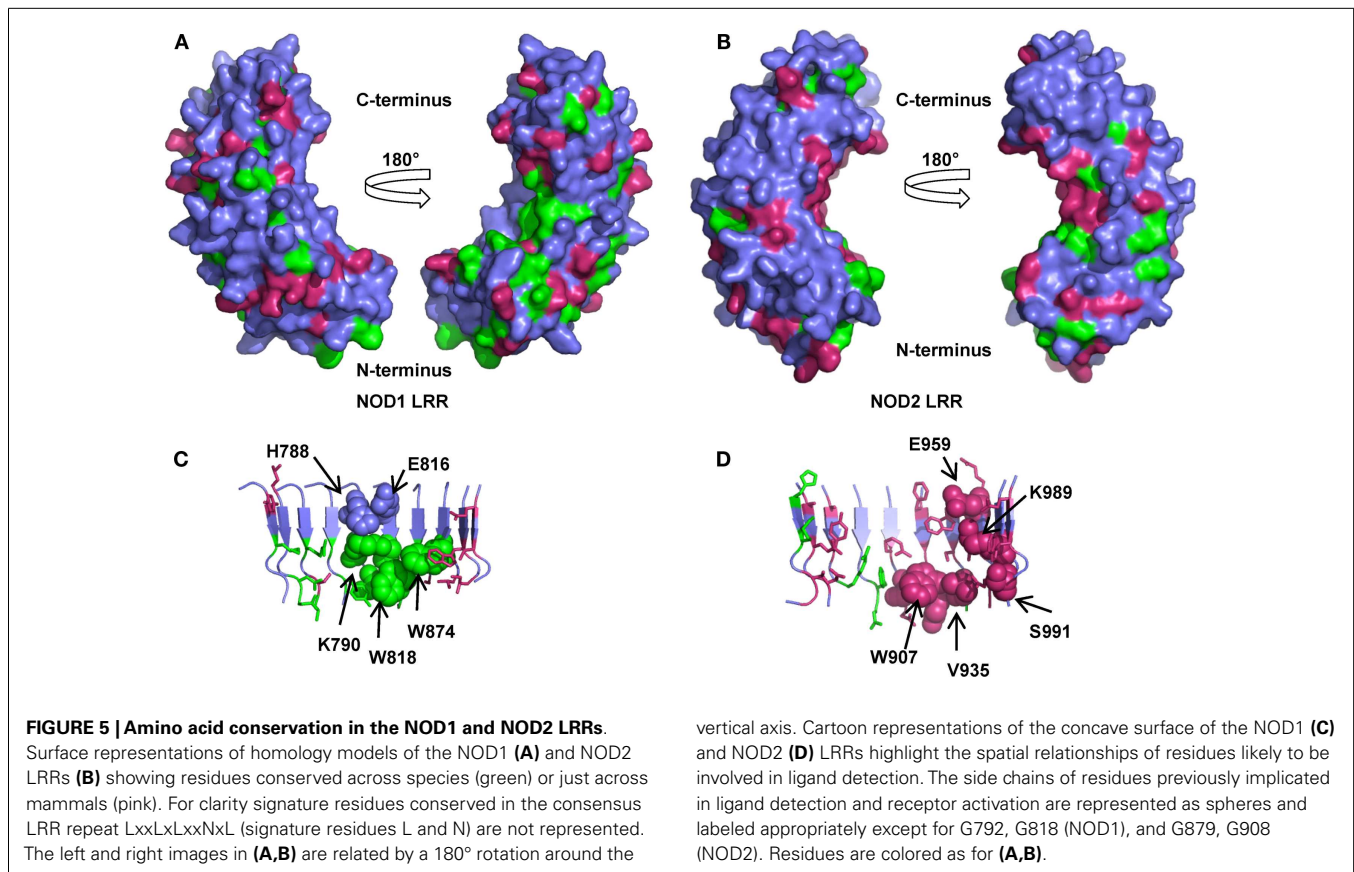 A
B
C-terminus
C-terminus
180°
180°
N-terminus
N-terminus
NOD1 LRR
NOD2 LRR
C
H788
E816
K790
W818
W874
D
E959
K989
S991
W907
V935
FIGURE 5 | Amino acid conservation in the NOD1 and NOD2 LRRs.
Surface representations of homology models of the NOD1 (A) and NOD2
LRRs (B) showing residues conserved across species (green) or just across
mammals (pink). For clarity signature residues conserved in the consensus
LRR repeat LxxLxLxxNxL (signature residues L and N) are not represented.
The left and right images in (A,B) are related by a 180° rotation around the
vertical axis. Cartoon representations of the concave surface of the NOD1 (C)
and NOD2 (D) LRRs highlight the spatial relationships of residues likely to be
involved in ligand detection. The side chains of residues previously implicated
in ligand detection and receptor activation are represented as spheres and
labeled appropriately except for G792, G818 (NOD1), and G879, G908
(NOD2). Residues are colored as for (A,B).